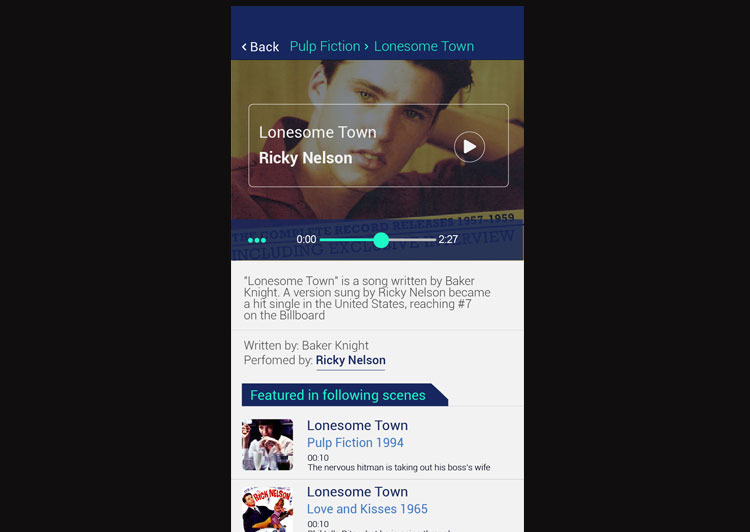 Back Pulp Fiction › Lonesome Town
Lonesome Town
Ricky Nelson
THE COMPLETE RECORD RELEASES 1957-1959
INCLUDING EXCLUSIVE INTERVIEW
0:00 2:27
“Lonesome Town” is a song written by Baker
Knight. A version sung by Ricky Nelson became
a hit single in the United States, reaching #7
on the Billboard
Written by: Baker Knight
Perfomed by: Ricky Nelson
Featured in following scenes
Lonesome Town
Pulp Fiction 1994
00:10
The nervous hitman is taking out his boss's wife
RICK NELSON
Lonesome Town
Love and Kisses 1965
00:10